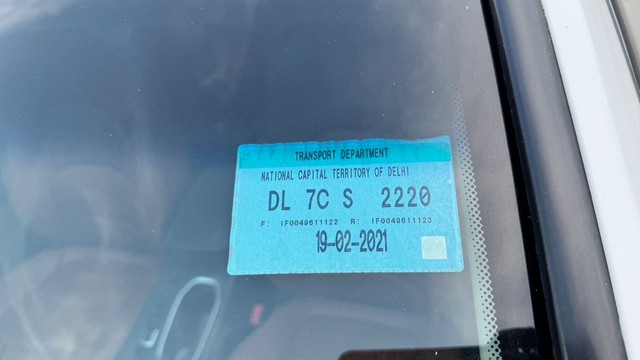 TRANSPORT DEPARTMENT
NATIONAL CAPITAL TERRITORY OF DELHI
DL 7C S 2220
F: IF0049611122 R: IF0049611123
19-02-2021